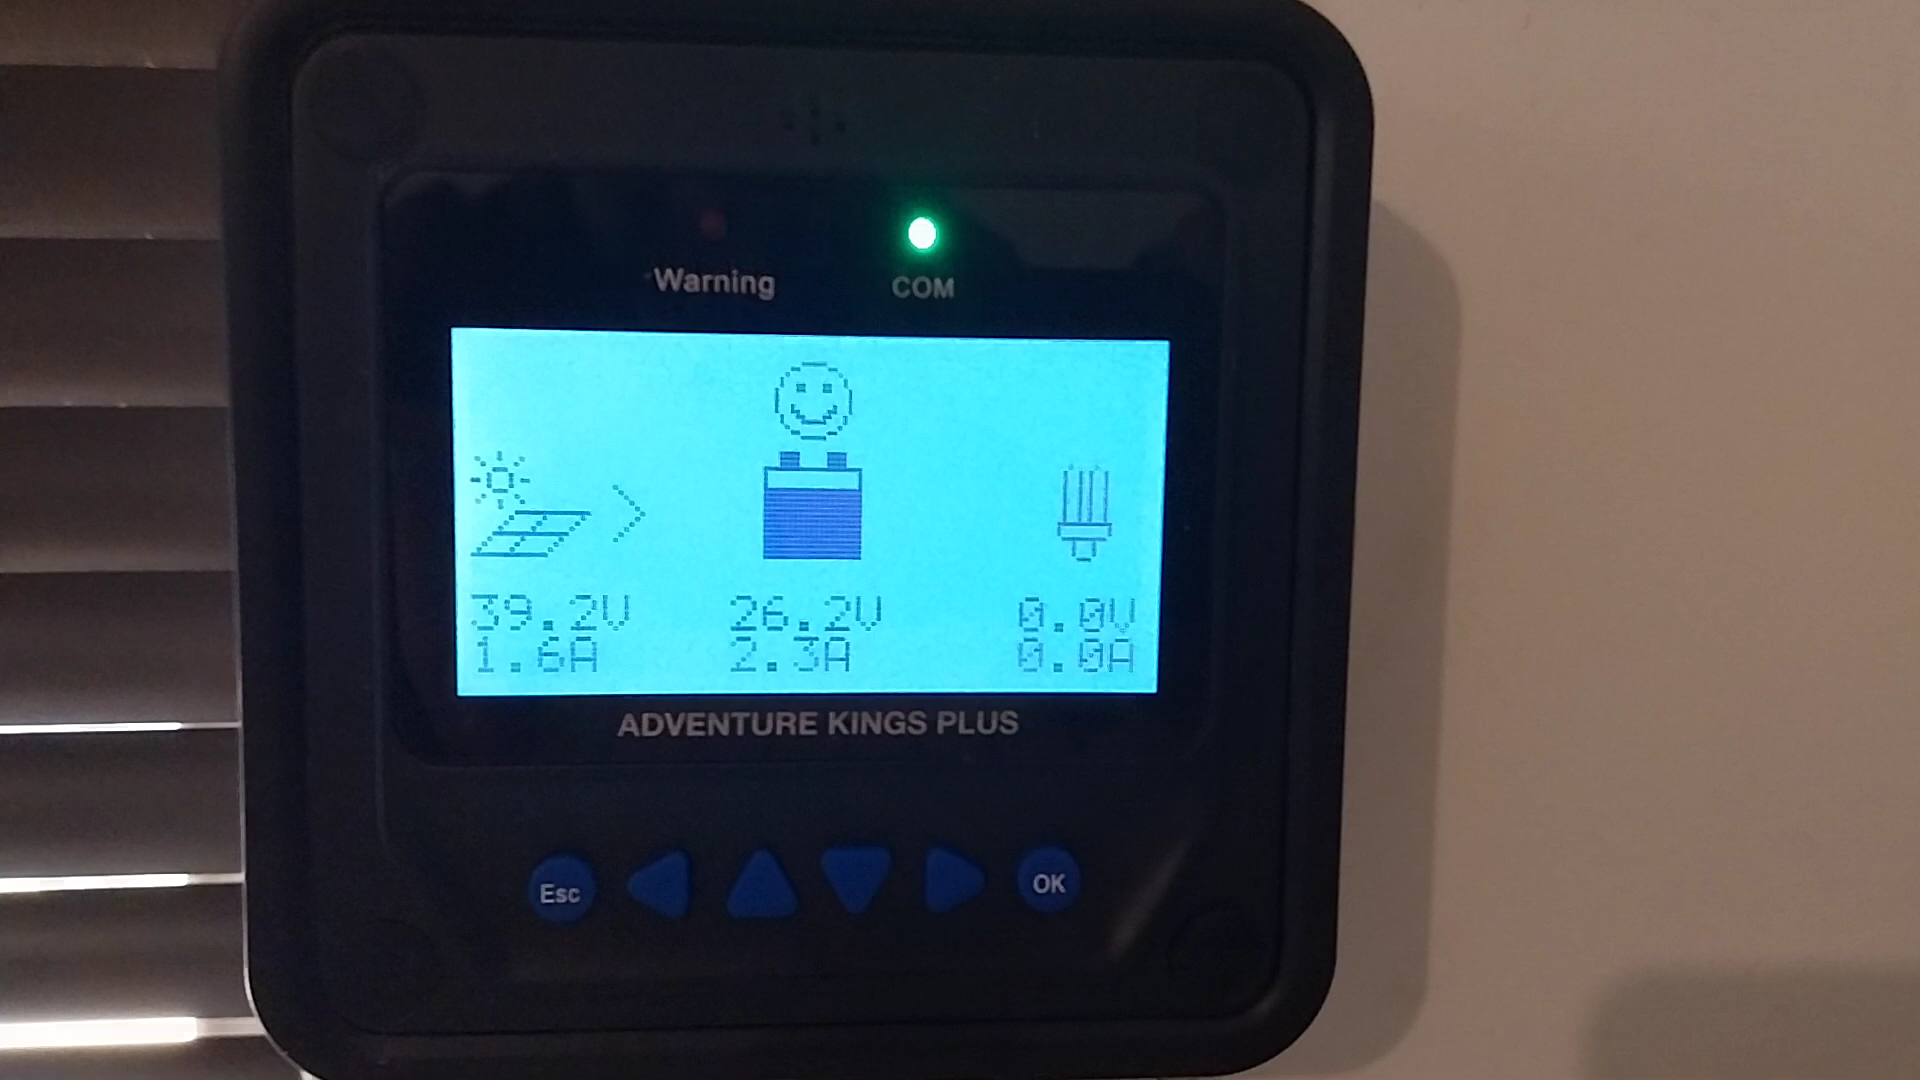 Warning COM
39.2V 26.2V 0.0V
1.6A 2.3A 0.0A
ADVENTURE KINGS PLUS
Esc OK